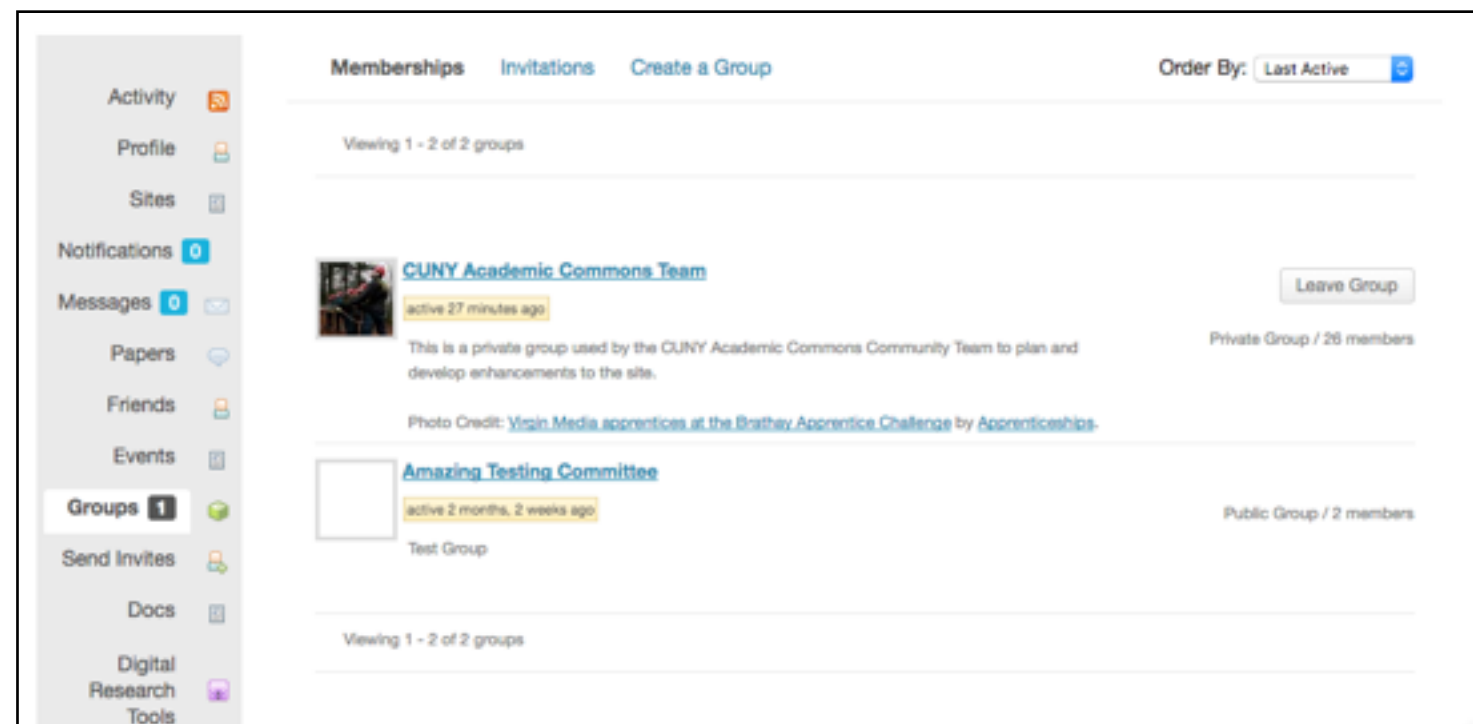 Activity
Profile
Sites
Notifications 0
Messages 0
Papers
Friends
Events
Groups 1
Send Invites
Docs
Digital
Research
Tools
Memberships Invitations Create a Group
Order By: Last Active
Viewing 1 - 2 of 2 groups
CUNY Academic Commons Team
active 27 minutes ago
This is a private group used by the CUNY Academic Commons Community Team to plan and
develop enhancements to the site.
Photo Credit: Virgin Media apprentices at the Brathay Apprentice Challenge by Apprenticeships.
Leave Group
Private Group / 26 members
Amazing Testing Committee
active 2 months, 2 weeks ago
Test Group
Public Group / 2 members
Viewing 1 - 2 of 2 groups